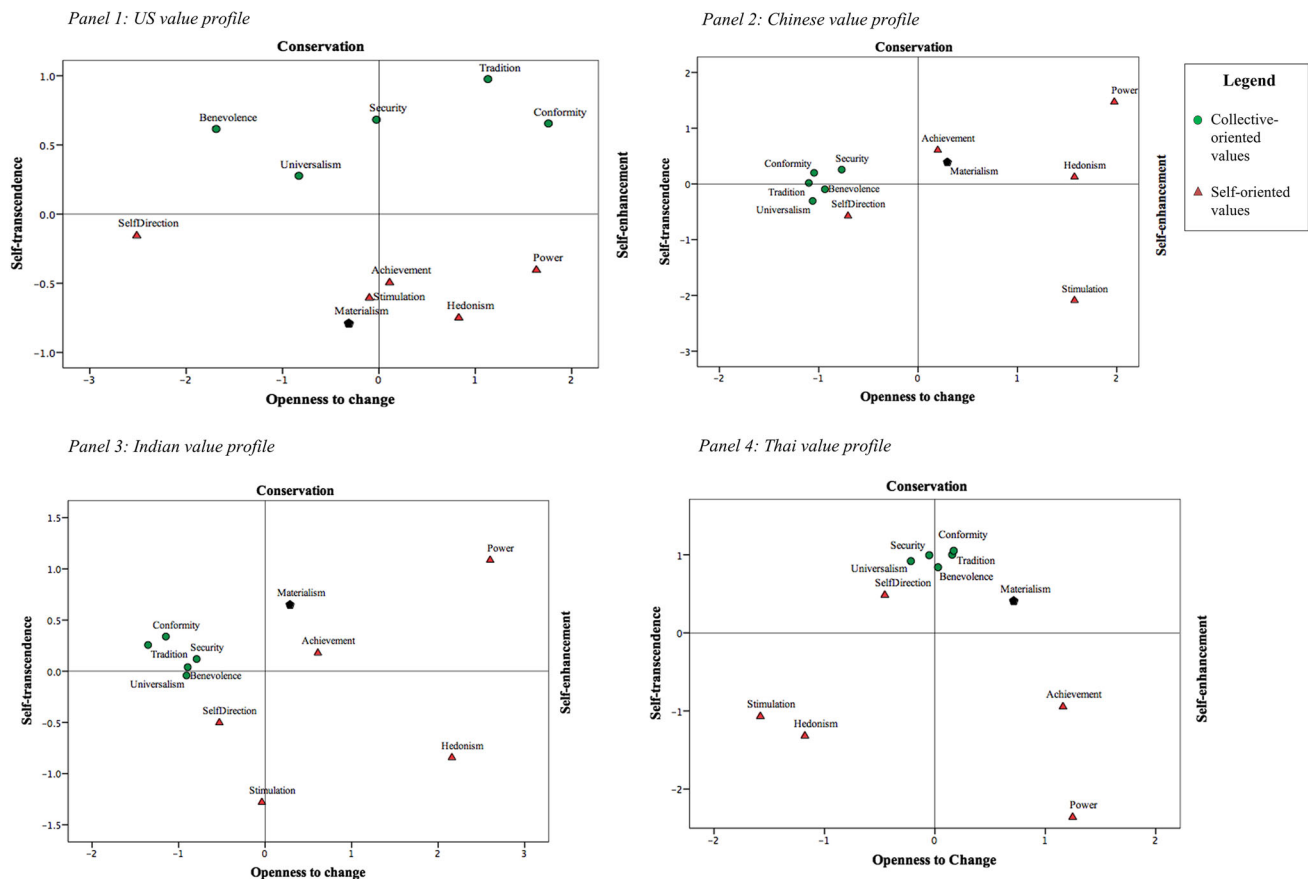 Panel 1: US value profile
Conservation
Self-transcendence
Self-enhancement
1.0
0.5
0.0
−0.5
−1.0
Tradition
Conformity
Security
Benevolence
Universalism
SelfDirection
Power
Achievement
Stimulation
Hedonism
Materialism
−3
−2
−1
0
1
2
Openness to change
Panel 2: Chinese value profile
Conservation
Self-transcendence
Self-enhancement
2
1
0
−1
−2
−3
Power
Achievement
Materialism
Hedonism
Conformity
Security
Tradition
Benevolence
Universalism
SelfDirection
Stimulation
−2
−1
0
1
2
Openness to change
Legend
Collective-
oriented
values
Self-oriented
values
Panel 3: Indian value profile
Conservation
Self-transcendence
Self-enhancement
1.5
1.0
0.5
0.0
−0.5
−1.0
−1.5
Power
Materialism
Achievement
Conformity
Tradition
Security
Universalism
Benevolence
SelfDirection
Hedonism
Stimulation
−2
−1
0
1
2
3
Openness to change
Panel 4: Thai value profile
Conservation
Self-transcendence
Self-enhancement
1
0
−1
−2
Conformity
Security
Tradition
Universalism
Benevolence
SelfDirection
Materialism
Stimulation
Hedonism
Achievement
Power
−2
−1
0
1
2
Openness to Change